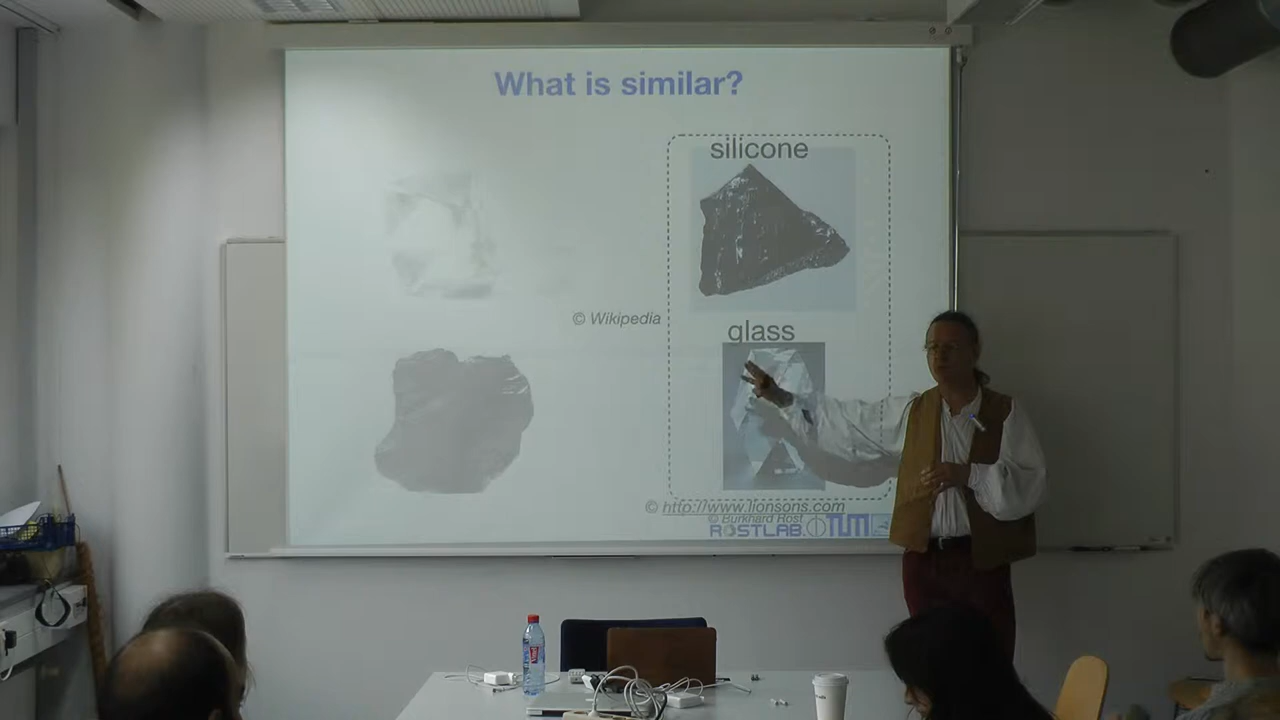 What is similar?
silicone
© Wikipedia
glass
© http://www.lionsons.com
© Burkhard Rost
ROSTLAB. TUM